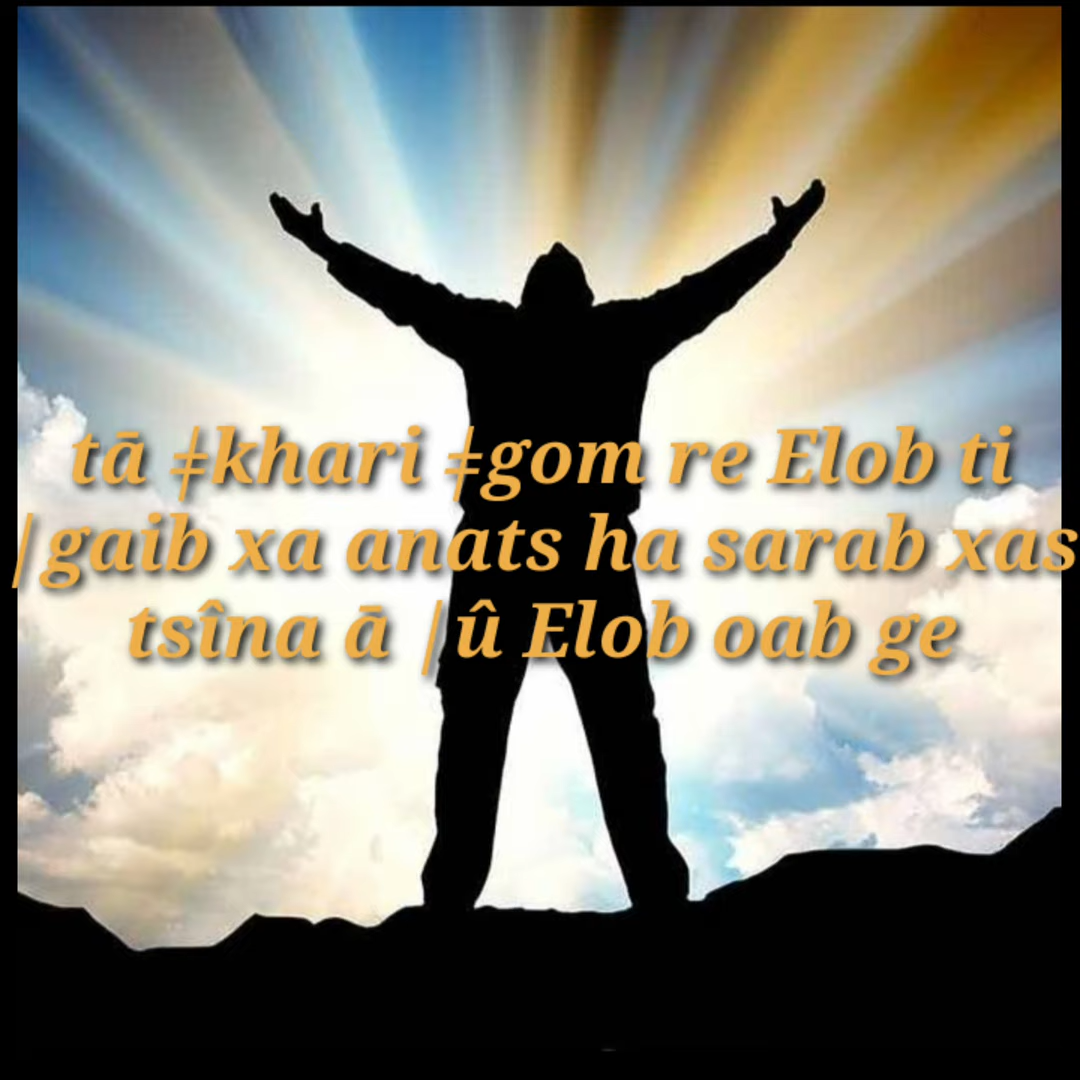 tā ǂkhari ǂgom re Elob ti
|gaib xa anats ha sarab xas
tsîna ā |û Elob oab ge